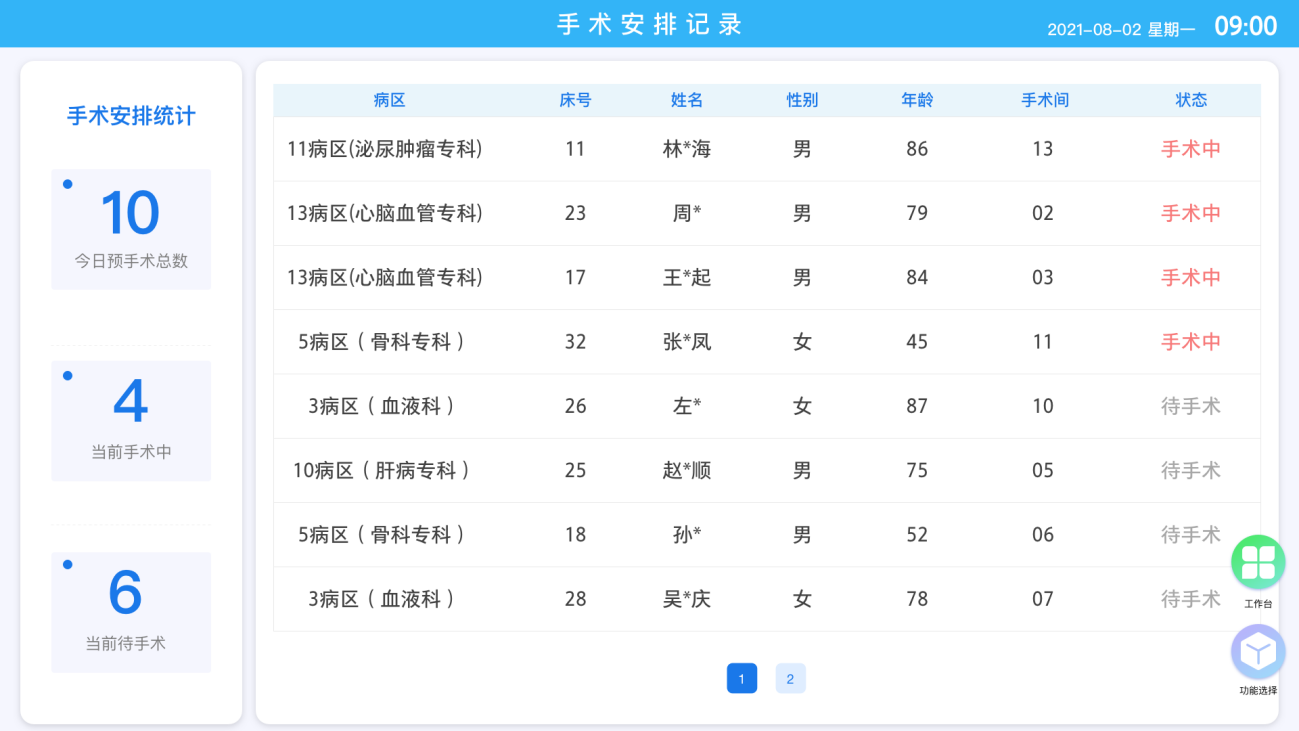 手术安排记录
2021-08-02 星期一 09:00
手术安排统计
10
今日预手术总数
4
当前手术中
6
当前待手术
病区 床号 姓名 性别 年龄 手术间 状态
11病区(泌尿肿瘤专科) 11 林*海 男 86 13 手术中
13病区(心脑血管专科) 23 周* 男 79 02 手术中
13病区(心脑血管专科) 17 王*起 男 84 03 手术中
5病区（骨科专科） 32 张*凤 女 45 11 手术中
3病区（血液科） 26 左* 女 87 10 待手术
10病区（肝病专科） 25 赵*顺 男 75 05 待手术
5病区（骨科专科） 18 孙* 男 52 06 待手术
3病区（血液科） 28 吴*庆 女 78 07 待手术
工作台
功能选择
1 2